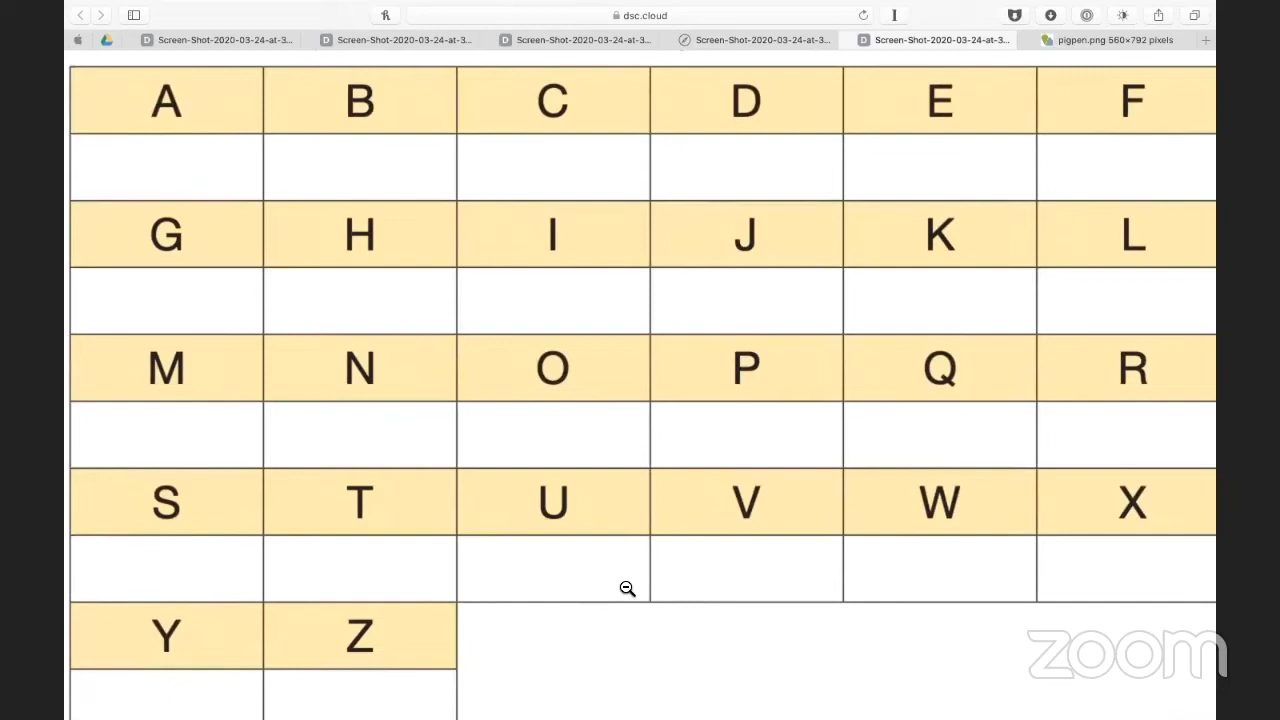 dsc.cloud
Screen-Shot-2020-03-24-at-3... Screen-Shot-2020-03-24-at-3... Screen-Shot-2020-03-24-at-3... Screen-Shot-2020-03-24-at-3... Screen-Shot-2020-03-24-at-3... pigpen.png 560×792 pixels
A B C D E F
G H I J K L
M N O P Q R
S T U V W X
Y Z
zoom